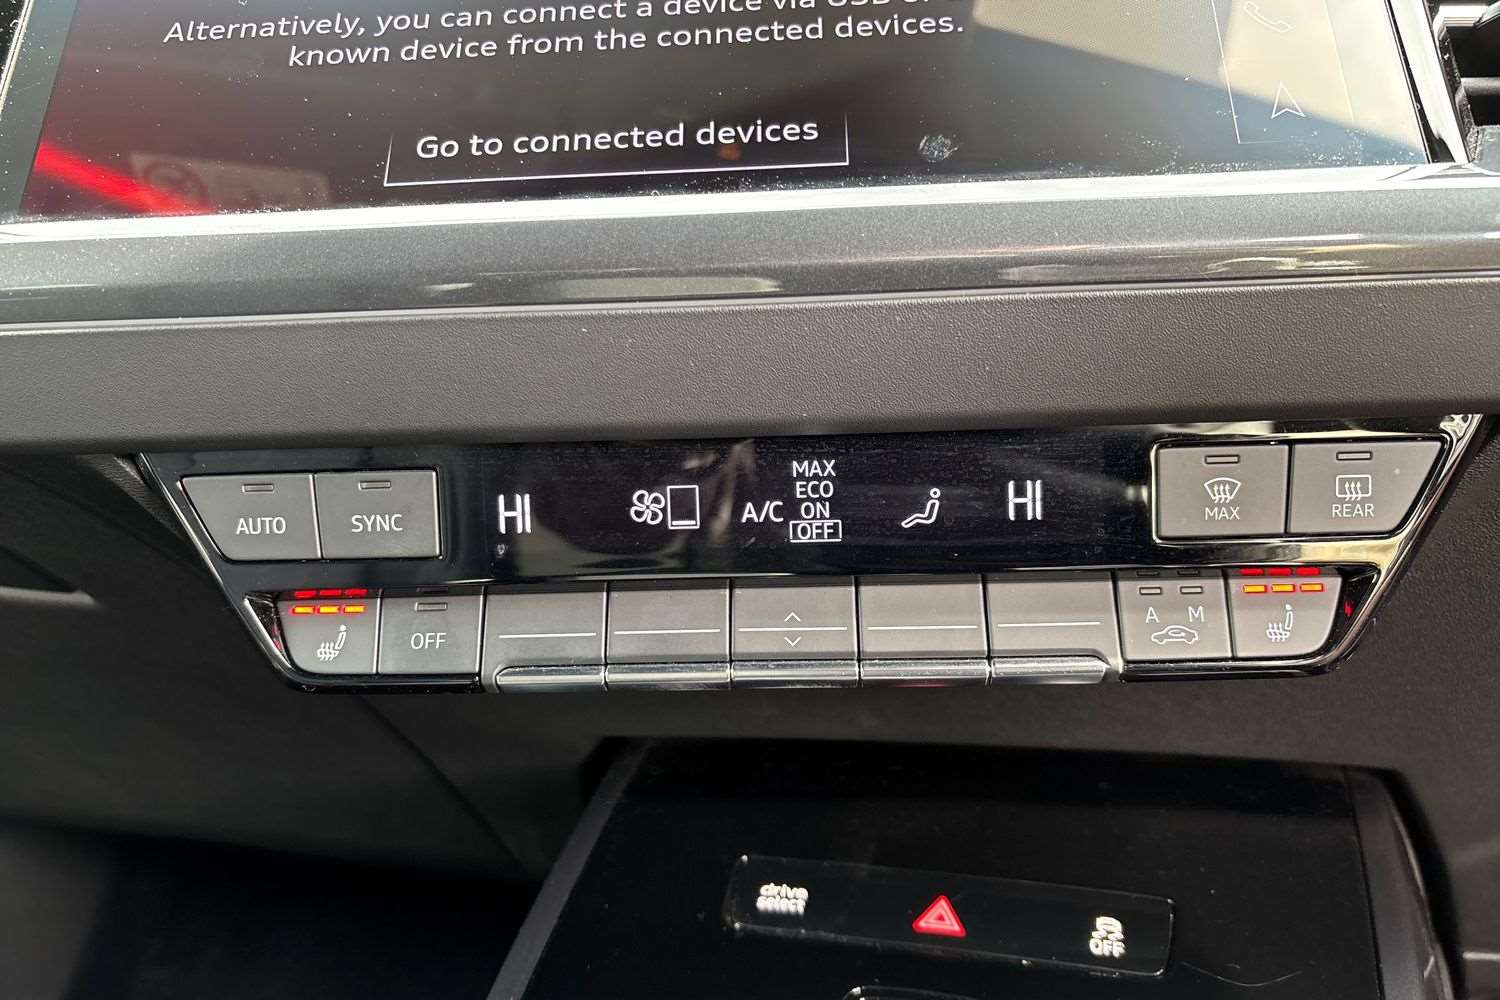 Alternatively, you can connect a device via USB or
known device from the connected devices.
Go to connected devices
AUTO
SYNC
HI
A/C
MAX
ECO
ON
OFF
HI
MAX
REAR
OFF
A M
drive
select
OFF